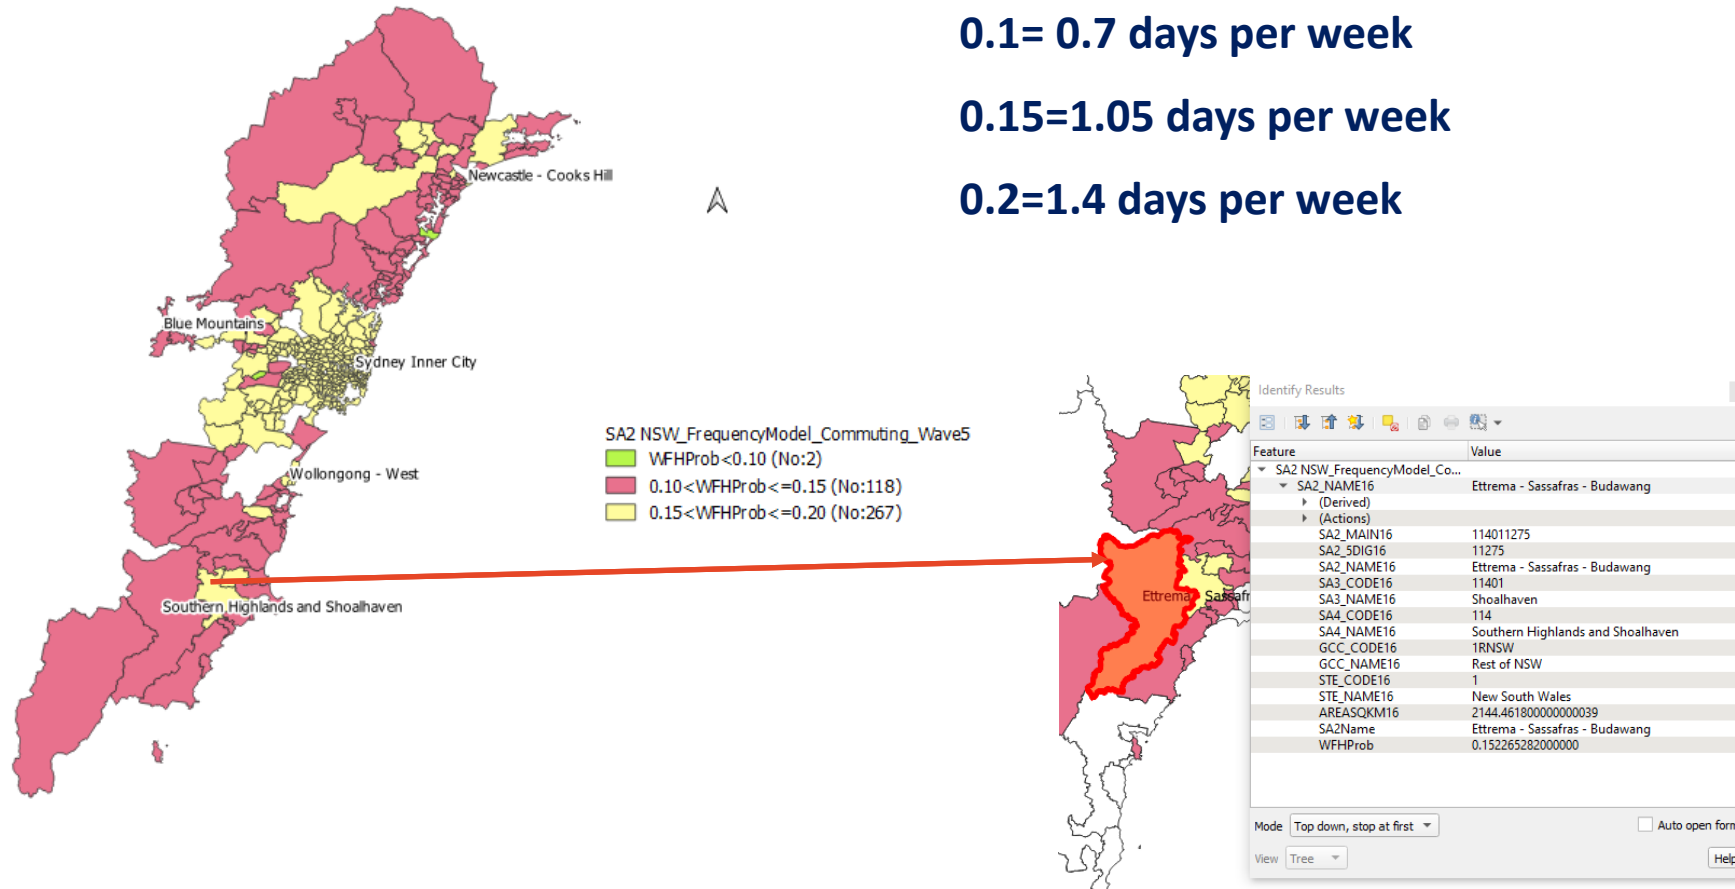 0.1= 0.7 days per week
0.15=1.05 days per week
0.2=1.4 days per week
Newcastle - Cooks Hill
Blue Mountains
Sydney Inner City
Wollongong - West
Southern Highlands and Shoalhaven
SA2 NSW_FrequencyModel_Commuting_Wave5
WFHProb<0.10 (No:2)
0.10<WFHProb<=0.15 (No:118)
0.15<WFHProb<=0.20 (No:267)
Ettrema Sassafr
Identify Results
Feature Value
SA2 NSW_FrequencyModel_Co...
SA2_NAME16 Ettrema - Sassafras - Budawang
(Derived)
(Actions)
SA2_MAIN16 114011275
SA2_5DIG16 11275
SA2_NAME16 Ettrema - Sassafras - Budawang
SA3_CODE16 11401
SA3_NAME16 Shoalhaven
SA4_CODE16 114
SA4_NAME16 Southern Highlands and Shoalhaven
GCC_CODE16 1RNSW
GCC_NAME16 Rest of NSW
STE_CODE16 1
STE_NAME16 New South Wales
AREASQKM16 2144.461800000000039
SA2Name Ettrema - Sassafras - Budawang
WFHProb 0.152265282000000
Mode Top down, stop at first Auto open form
View Tree Help